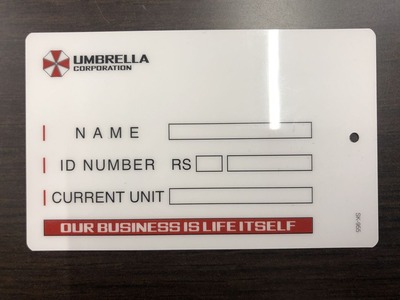 UMBRELLA
CORPORATION
NAME
ID NUMBER RS
CURRENT UNIT
OUR BUSINESS IS LIFE ITSELF